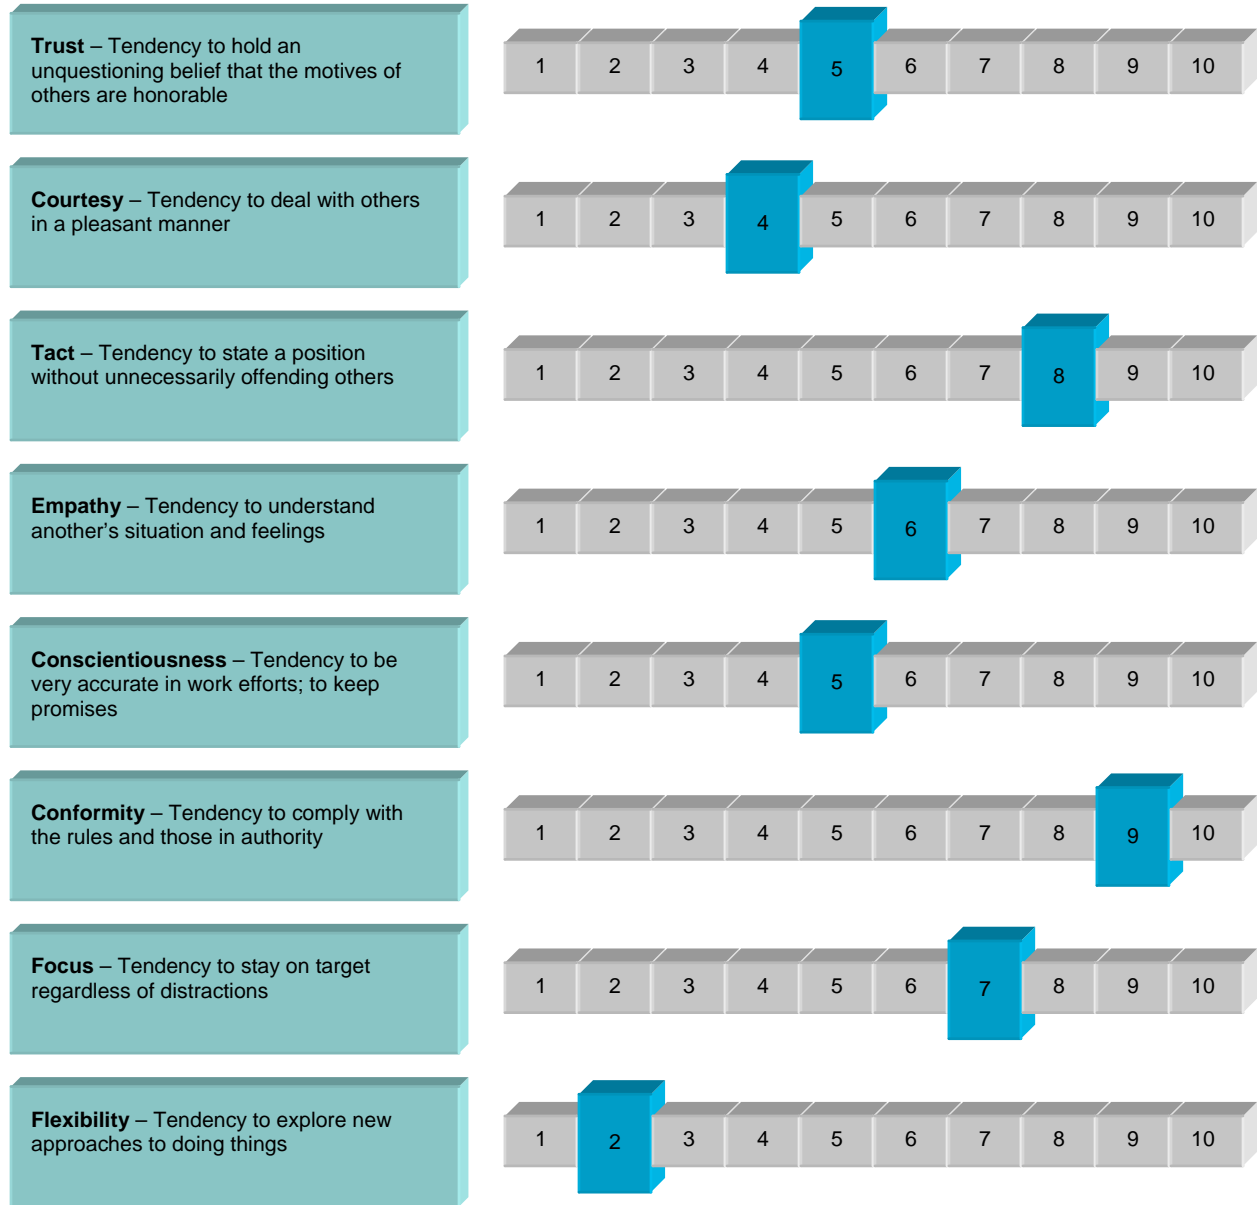 Trust – Tendency to hold an
unquestioning belief that the motives of
others are honorable
1 2 3 4 5 6 7 8 9 10
Courtesy – Tendency to deal with others
in a pleasant manner
1 2 3 4 5 6 7 8 9 10
Tact – Tendency to state a position
without unnecessarily offending others
1 2 3 4 5 6 7 8 9 10
Empathy – Tendency to understand
another’s situation and feelings
1 2 3 4 5 6 7 8 9 10
Conscientiousness – Tendency to be
very accurate in work efforts; to keep
promises
1 2 3 4 5 6 7 8 9 10
Conformity – Tendency to comply with
the rules and those in authority
1 2 3 4 5 6 7 8 9 10
Focus – Tendency to stay on target
regardless of distractions
1 2 3 4 5 6 7 8 9 10
Flexibility – Tendency to explore new
approaches to doing things
1 2 3 4 5 6 7 8 9 10